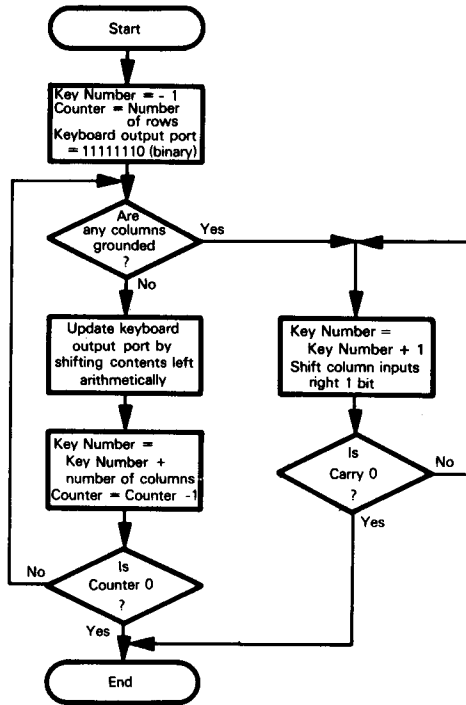 Start
Key Number = - 1
Counter = Number
of rows
Keyboard output port
= 11111110 (binary)
Are
any columns
grounded
?
Yes
No
Update keyboard
output port by
shifting contents left
arithmetically
Key Number =
Key Number +
number of columns
Counter = Counter -1
Is
Counter 0
?
No
Yes
End
Key Number =
Key Number + 1
Shift column inputs
right 1 bit
Is
Carry 0
?
No
Yes